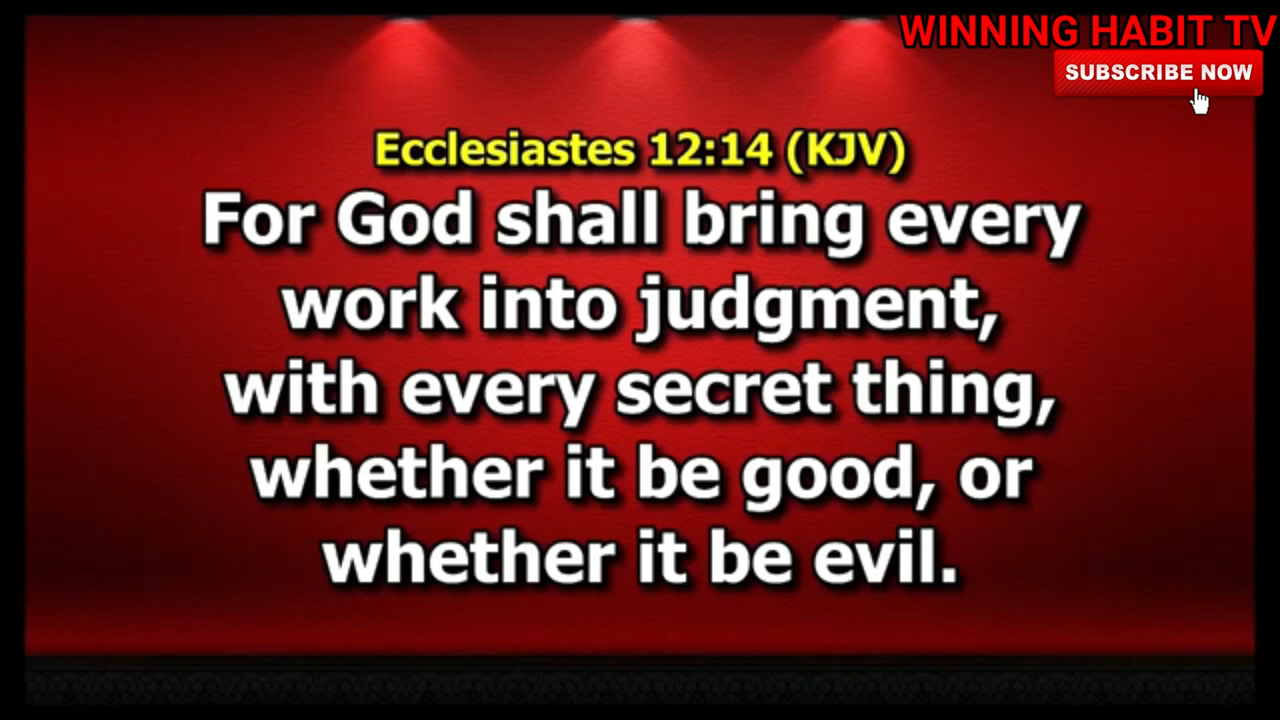 WINNING HABIT TV
SUBSCRIBE NOW
Ecclesiastes 12:14 (KJV)
For God shall bring every
work into judgment,
with every secret thing,
whether it be good, or
whether it be evil.